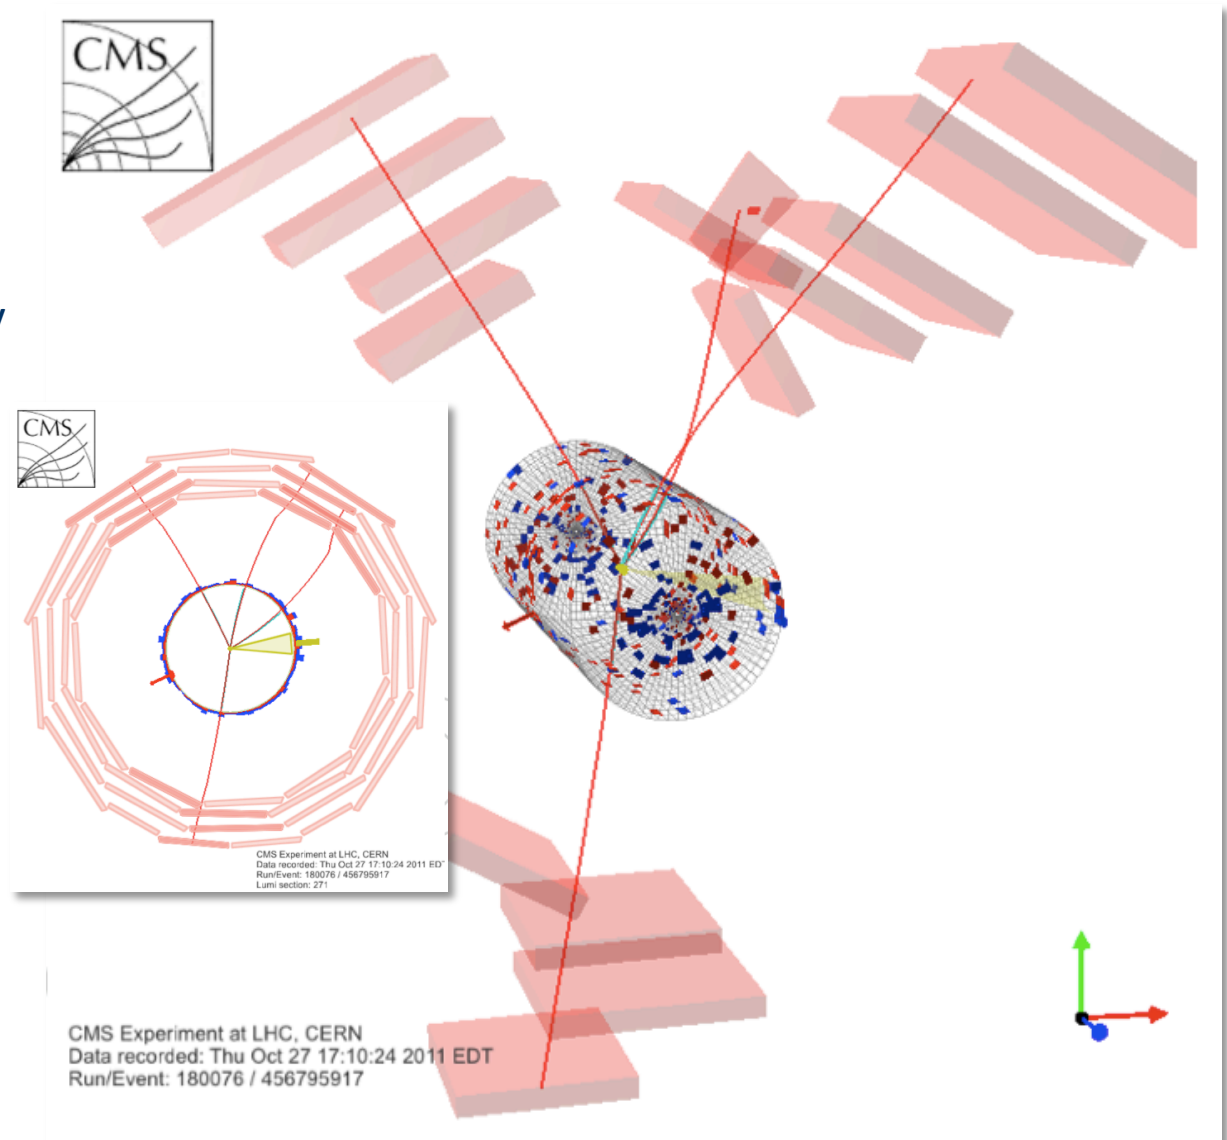 CMS
CMS
CMS Experiment at LHC, CERN
Data recorded: Thu Oct 27 17:10:24 2011 ED
Run/Event: 180076 / 456795917
Lumi section: 271
CMS Experiment at LHC, CERN
Data recorded: Thu Oct 27 17:10:24 2011 EDT
Run/Event: 180076 / 456795917